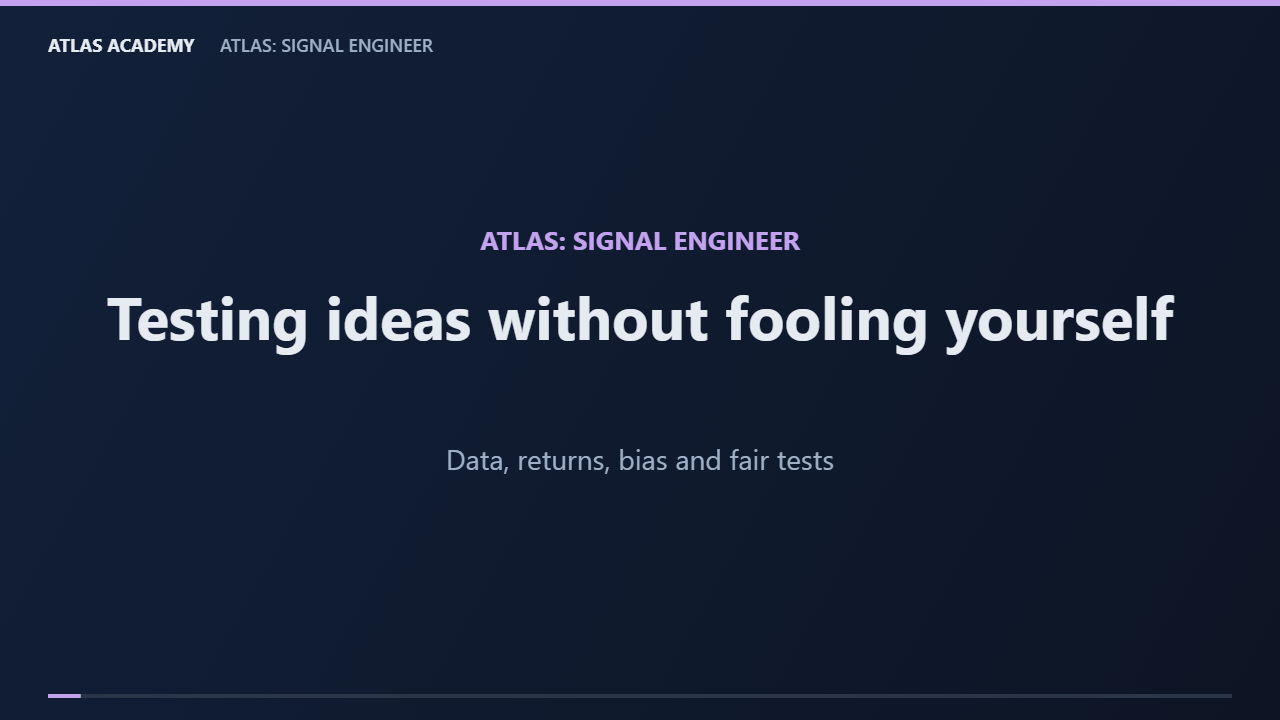 ATLAS ACADEMY ATLAS: SIGNAL ENGINEER
ATLAS: SIGNAL ENGINEER
Testing ideas without fooling yourself
Data, returns, bias and fair tests